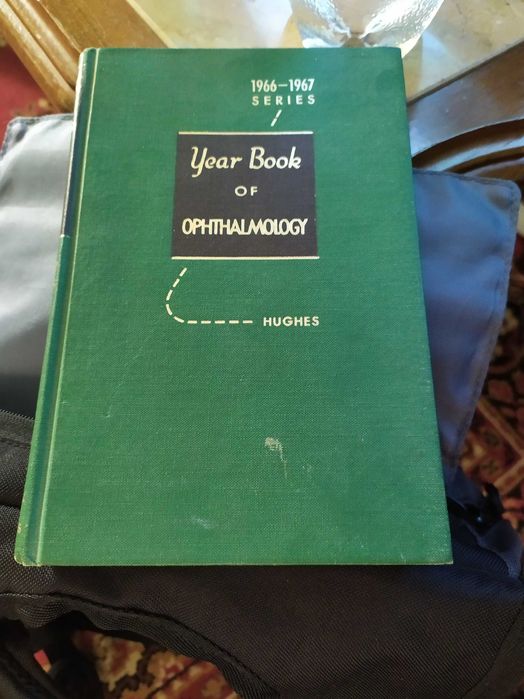 1966–1967
SERIES
Year Book
OF
OPHTHALMOLOGY
HUGHES